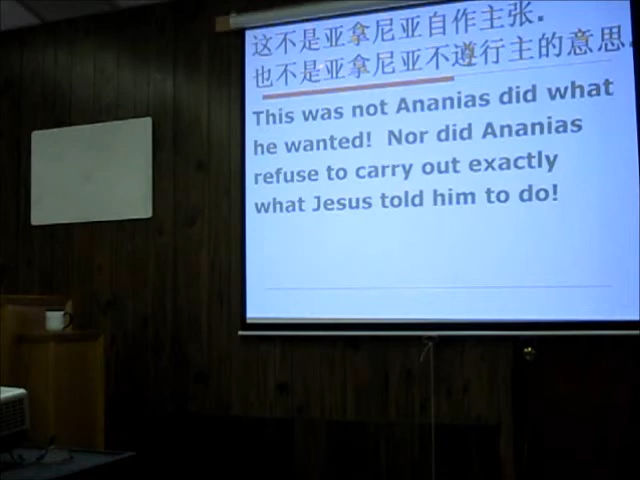 这不是亚拿尼亚自作主张.
也不是亚拿尼亚不遵行主的意思.
This was not Ananias did what
he wanted! Nor did Ananias
refuse to carry out exactly
what Jesus told him to do!